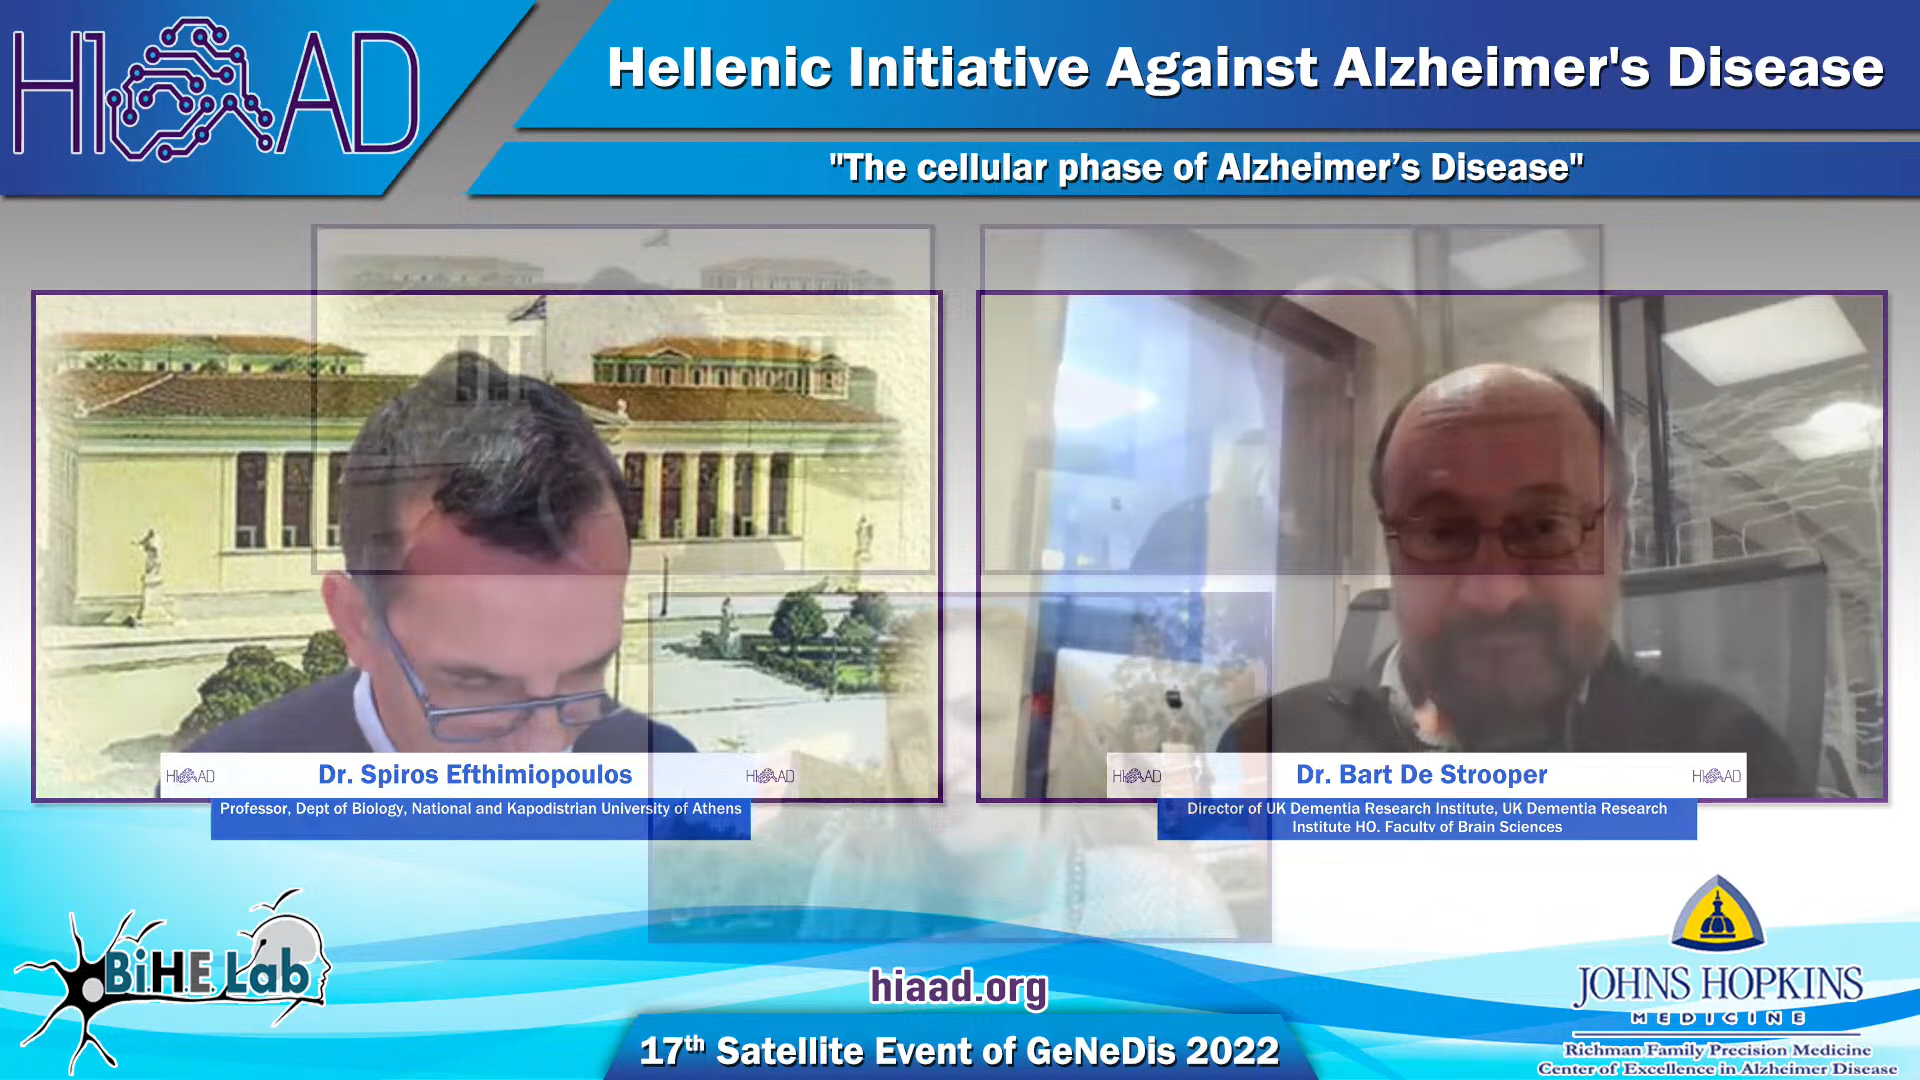 HIAAD
Hellenic Initiative Against Alzheimer's Disease
"The cellular phase of Alzheimer’s Disease"
HIAAD
Dr. Spiros Efthimiopoulos
HIAAD
Professor, Dept of Biology, National and Kapodistrian University of Athens
HIAAD
Dr. Bart De Strooper
HIAAD
Director of UK Dementia Research Institute, UK Dementia Research
Institute HQ, Faculty of Brain Sciences
BiHE Lab
hiaad.org
17th Satellite Event of GeNeDis 2022
JOHNS HOPKINS
MEDICINE
Richman Family Precision Medicine
Center of Excellence in Alzheimer Disease